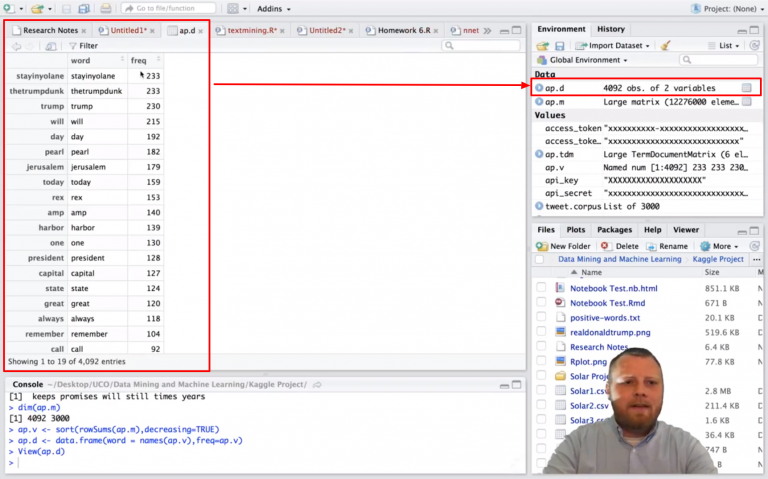 Go to file/function
Addins
Project: (None)
Research Notes
Untitled1*
ap.d
textmining.R*
Untitled2*
Homework 6.R
nnet
Filter
word freq
stayinyolane stayinyolane 233
thetrumpdunk thetrumpdunk 233
trump trump 230
will will 215
day day 192
pearl pearl 182
jerusalem jerusalem 179
today today 159
rex rex 153
amp amp 140
harbor harbor 139
one one 130
president president 128
capital capital 127
state state 124
great great 120
always always 118
remember remember 104
call call 92
Showing 1 to 19 of 4,092 entries
Console ~/Desktop/UCO/Data Mining and Machine Learning/Kaggle Project/
[1] keeps promises will still times years
> dim(ap.m)
[1] 4092 3000
> ap.v <- sort(rowSums(ap.m),decreasing=TRUE)
> ap.d <- data.frame(word = names(ap.v),freq=ap.v)
> View(ap.d)
>
Environment History
Import Dataset
List
Global Environment
Data
ap.d 4092 obs. of 2 variables
ap.m Large matrix (12276000 eleme…
Values
access_token "xxxxxxxxxx-xxxxxxxxxxxxxxxxxx…
access_toke… "xxxxxxxxxxxxxxxxxxxxxxxxxxxxx…
ap.tdm Large TermDocumentMatrix (6 el…
ap.v Named num [1:4092] 233 233 230…
api_key "XXXXXXXXXXXXXXXXXXXX"
api_secret "xxxxxxxxxxxxxxxxxxxxxxxxxxxxx…
tweet.corpus List of 3000
Files Plots Packages Help Viewer
New Folder Delete Rename More
Data Mining and Machine Learning Kaggle Project
Name Size
Notebook Test.nb.html 851.1 KB
Notebook Test.Rmd 671 B
positive-words.txt 20.1 KB
realdonaldtrump.png 519.6 KB
Research Notes 6.4 KB
Rplot.png 77.8 KB
Solar Proj
Solar1.csv 2.8 MB
Solar2.csv 211.4 KB
Solar3.csv
36.4 KB
747 B